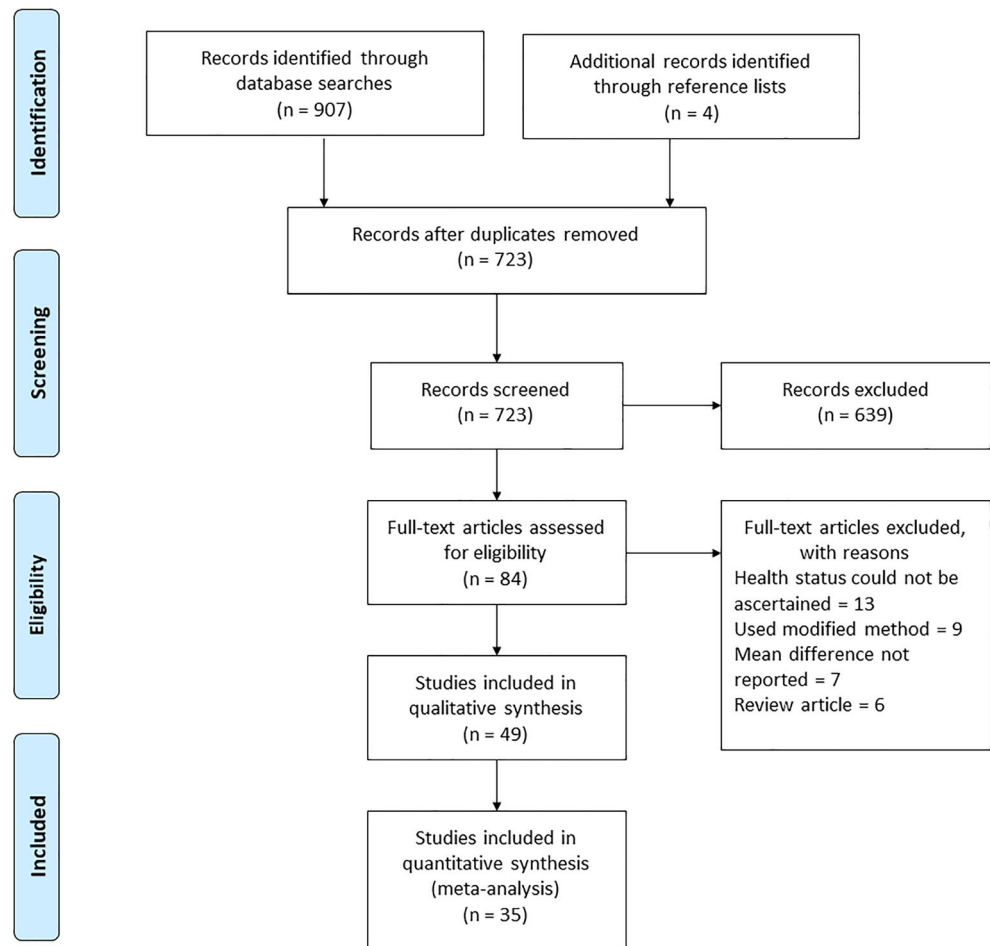 Identification
Records identified through
database searches
(n = 907)
Additional records identified
through reference lists
(n = 4)
Records after duplicates removed
(n = 723)
Screening
Records screened
(n = 723)
Records excluded
(n = 639)
Eligibility
Full-text articles assessed
for eligibility
(n = 84)
Full-text articles excluded,
with reasons
Health status could not be
ascertained = 13
Used modified method = 9
Mean difference not
reported = 7
Review article = 6
Studies included in
qualitative synthesis
(n = 49)
Included
Studies included in
quantitative synthesis
(meta-analysis)
(n = 35)